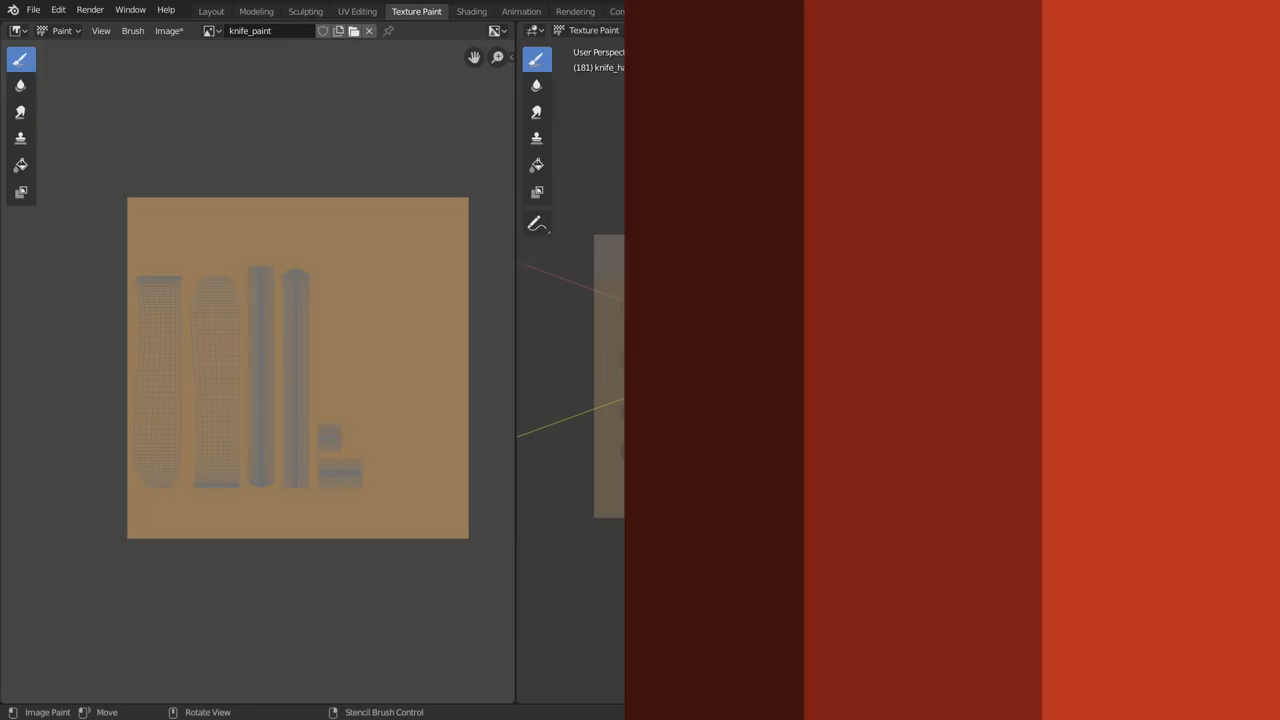 File Edit Render Window Help Layout Modeling Sculpting UV Editing Texture Paint Shading Animation Rendering
Paint View Brush Image* knife_paint Texture Paint
User Perspect
(181) knife_ha
Image Paint Move Rotate View Stencil Brush Control